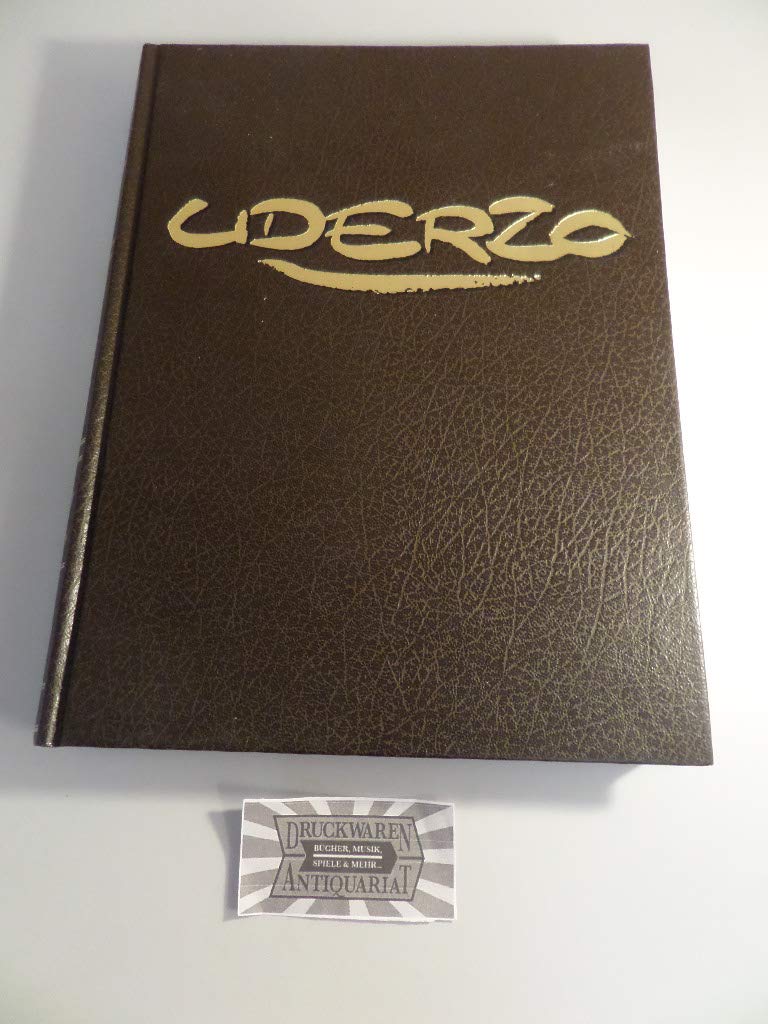 UDERZO
DRUCKWAREN
BÜCHER, MUSIK,
SPIELE & MEHR...
ANTIQUARIAT